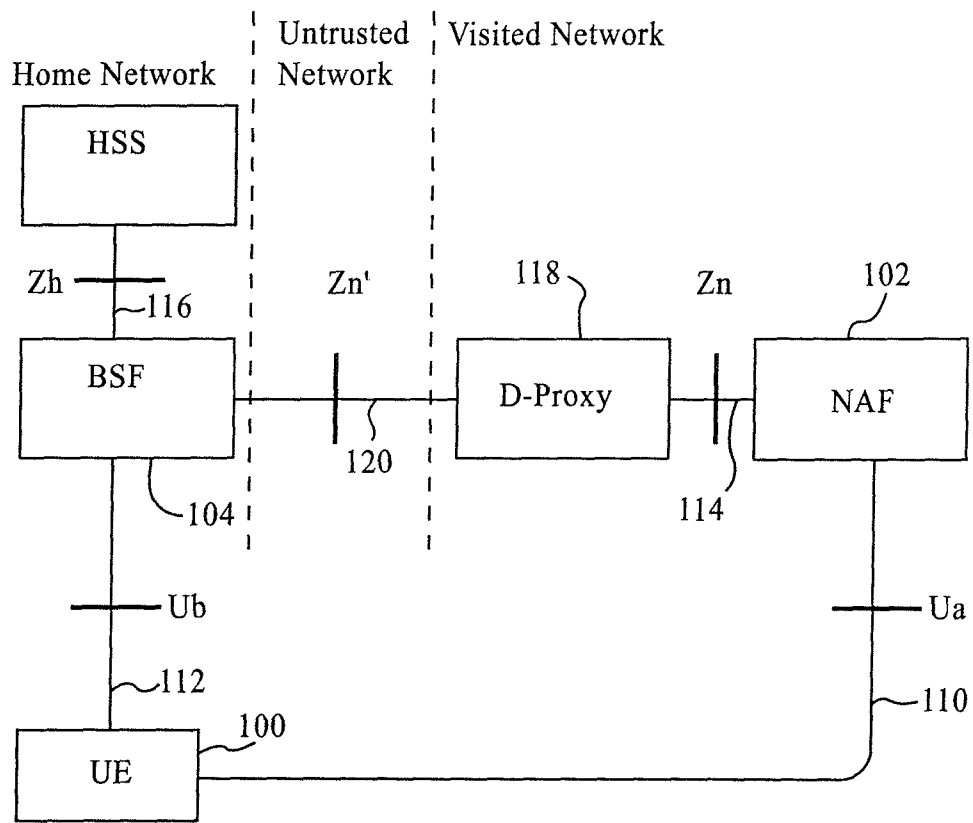 Untrusted
Network
Visited Network
Home Network
HSS
Zh
116
Zn'
118
Zn
102
BSF
D-Proxy
NAF
120
114
104
Ub
Ua
112
110
100
UE